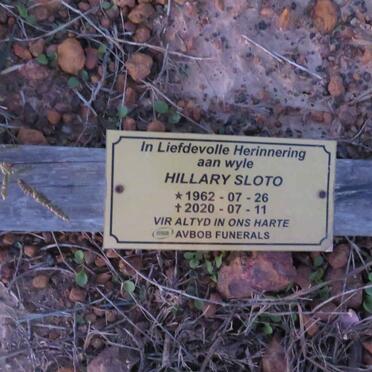 In Liefdevolle Herinnering
aan wyle
HILLARY SLOTO
★ 1962 - 07 - 26
✝ 2020 - 07 - 11
VIR ALTYD IN ONS HARTE
AVBOB FUNERALS